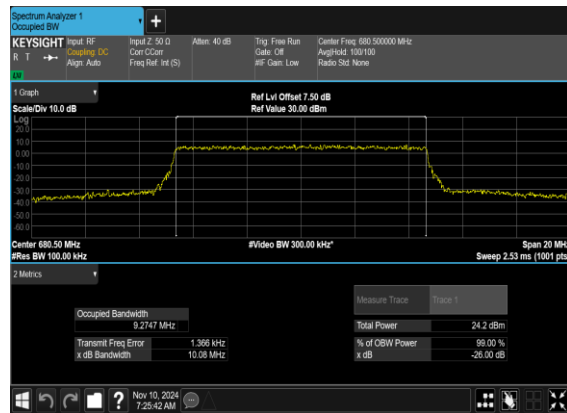 Spectrum Analyzer 1
Occupied BW
KEYSIGHT
R T
LW
Input: RF
Coupling: DC
Align: Auto
Input Z: 50 Ω
Corr CCorr
Freq Ref: Int (S)
Atten: 40 dB
Trig: Free Run
Gate: Off
#IF Gain: Low
Center Freq: 680.500000 MHz
Avg|Hold: 100/100
Radio Std: None
1 Graph
Scale/Div 10.0 dB
Ref Lvl Offset 7.50 dB
Ref Value 30.00 dBm
Log
20.0
10.0
0.00
-10.0
-20.0
-30.0
-40.0
-50.0
-60.0
Center 680.50 MHz
#Video BW 300.00 kHz*
Span 20 MHz
#Res BW 100.00 kHz
Sweep 2.53 ms (1001 pts
2 Metrics
Measure Trace
Trace 1
Occupied Bandwidth
9.2747 MHz
Total Power
24.2 dBm
Transmit Freq Error
1.366 kHz
% of OBW Power
99.00 %
x dB Bandwidth
10.08 MHz
x dB
-26.00 dB
?
Nov 10, 2024
7:25:42 AM